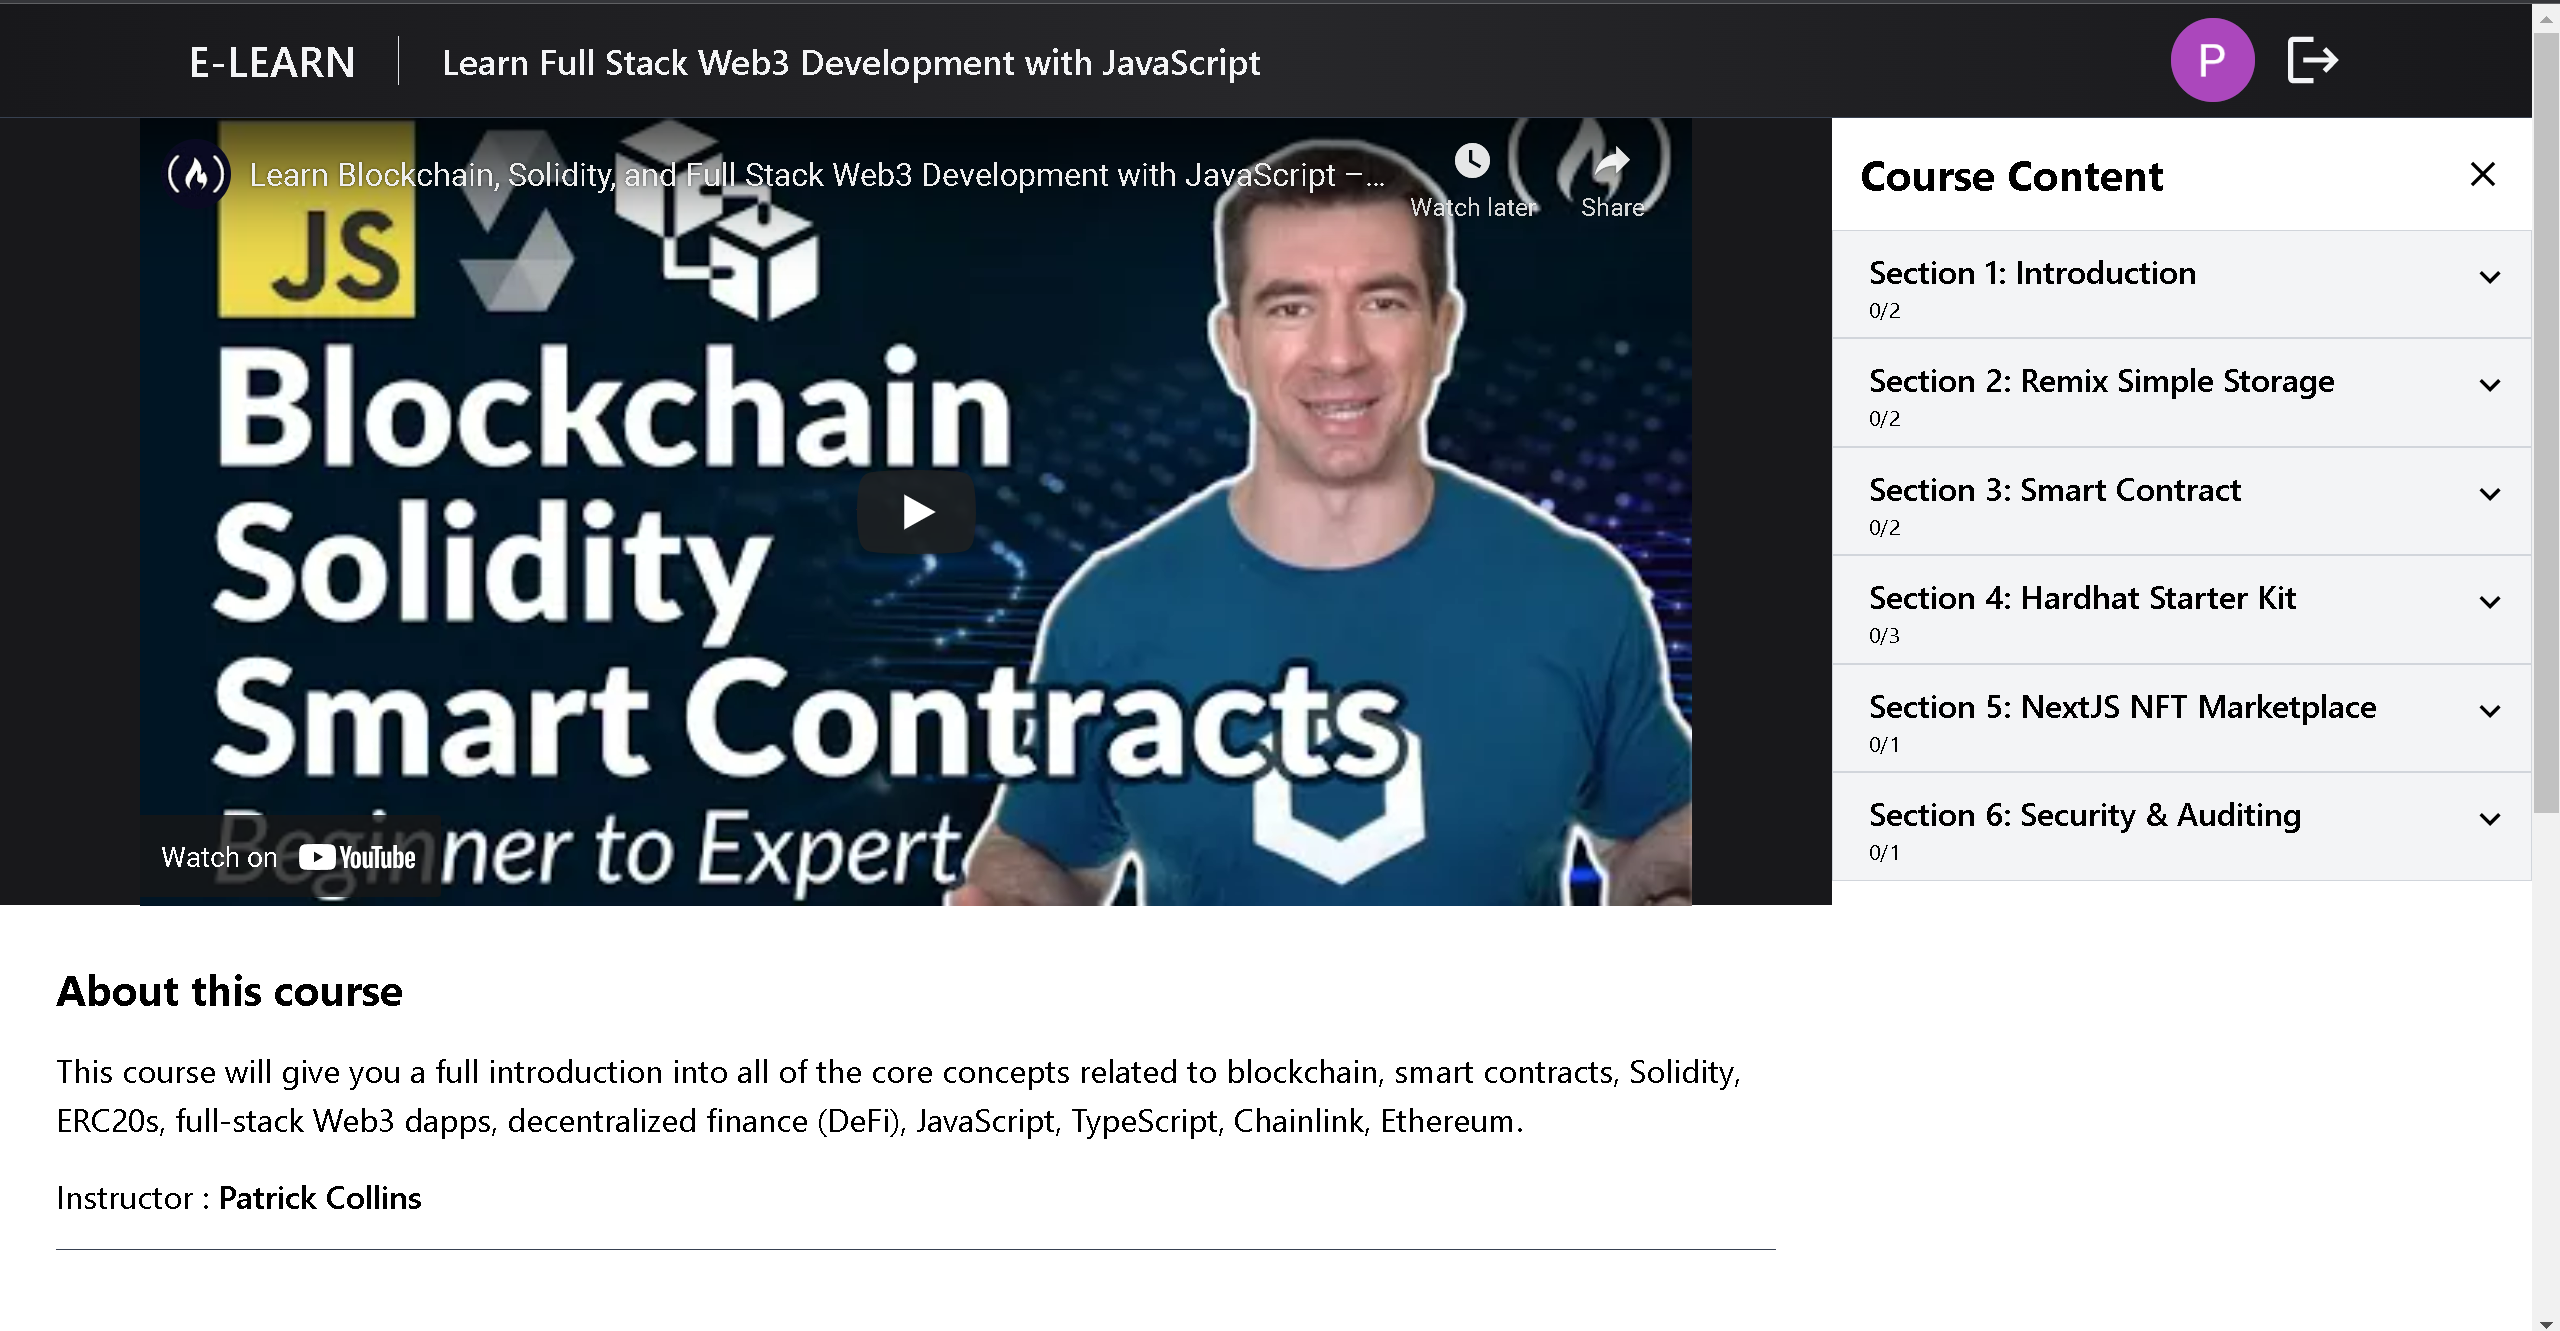 E-LEARN
Learn Full Stack Web3 Development with JavaScript
P
Learn Blockchain, Solidity, and Full Stack Web3 Development with JavaScript –...
Watch later
Share
JS
Blockchain
Solidity
Smart Contracts
Beginner to Expert
Watch on YouTube
Course Content
Section 1: Introduction
0/2
Section 2: Remix Simple Storage
0/2
Section 3: Smart Contract
0/2
Section 4: Hardhat Starter Kit
0/3
Section 5: NextJS NFT Marketplace
0/1
Section 6: Security & Auditing
0/1
About this course
This course will give you a full introduction into all of the core concepts related to blockchain, smart contracts, Solidity,
ERC20s, full-stack Web3 dapps, decentralized finance (DeFi), JavaScript, TypeScript, Chainlink, Ethereum.
Instructor : Patrick Collins